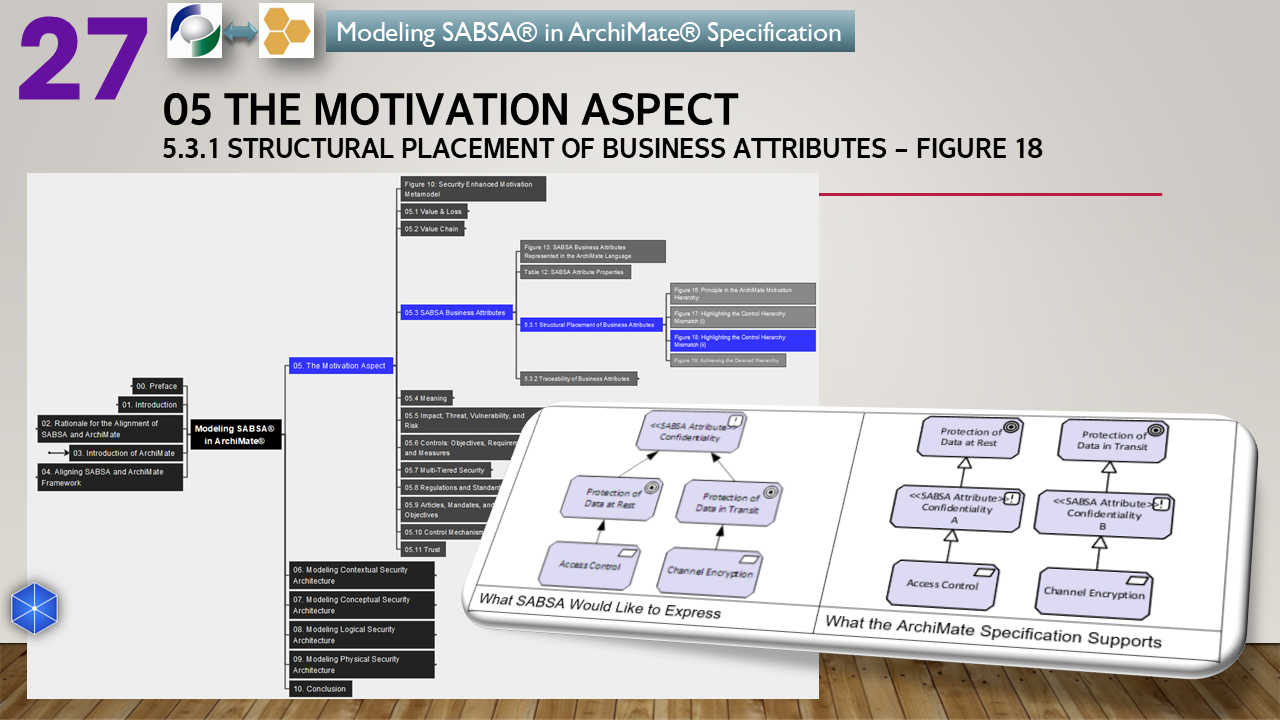 27
Modeling SABSA® in ArchiMate® Specification
05 THE MOTIVATION ASPECT
5.3.1 STRUCTURAL PLACEMENT OF BUSINESS ATTRIBUTES – FIGURE 18
Modeling SABSA®
in ArchiMate®
00. Preface
01. Introduction
02. Rationale for the Alignment of
SABSA and ArchiMate
03. Introduction of ArchiMate
04. Aligning SABSA and ArchiMate
Framework
05. The Motivation Aspect
Figure 10: Security Enhanced Motivation
Metamodel
05.1 Value & Loss
05.2 Value Chain
05.3 SABSA Business Attributes
Figure 13: SABSA Business Attributes
Represented in the ArchiMate Language
Table 12: SABSA Attribute Properties
5.3.1 Structural Placement of Business Attributes
Figure 16: Principle in the ArchiMate Motivation
Hierarchy
Figure 17: Highlighting the Control Hierarchy
Mismatch (i)
Figure 18: Highlighting the Control Hierarchy
Mismatch (ii)
Figure 19: Achieving the Desired Hierarchy
5.3.2 Traceability of Business Attributes
05.4 Meaning
05.5 Impact, Threat, Vulnerability, and
Risk
05.6 Controls: Objectives, Requirem
and Measures
05.7 Multi-Tiered Security
05.8 Regulations and Standard
05.9 Articles, Mandates, and
Objectives
05.10 Control Mechanism
05.11 Trust
06. Modeling Contextual Security
Architecture
07. Modeling Conceptual Security
Architecture
08. Modeling Logical Security
Architecture
09. Modeling Physical Security
Architecture
10. Conclusion
<<SABSA Attribute>>
Confidentiality
Protection of
Data at Rest
Protection of
Data in Transit
Access Control
Channel Encryption
What SABSA Would Like to Express
Protection of
Data at Rest
Protection of
Data in Transit
<<SABSA Attribute>>
Confidentiality
A
<<SABSA Attribute>>
Confidentiality
B
Access Control
Channel Encryption
What the ArchiMate Specification Supports